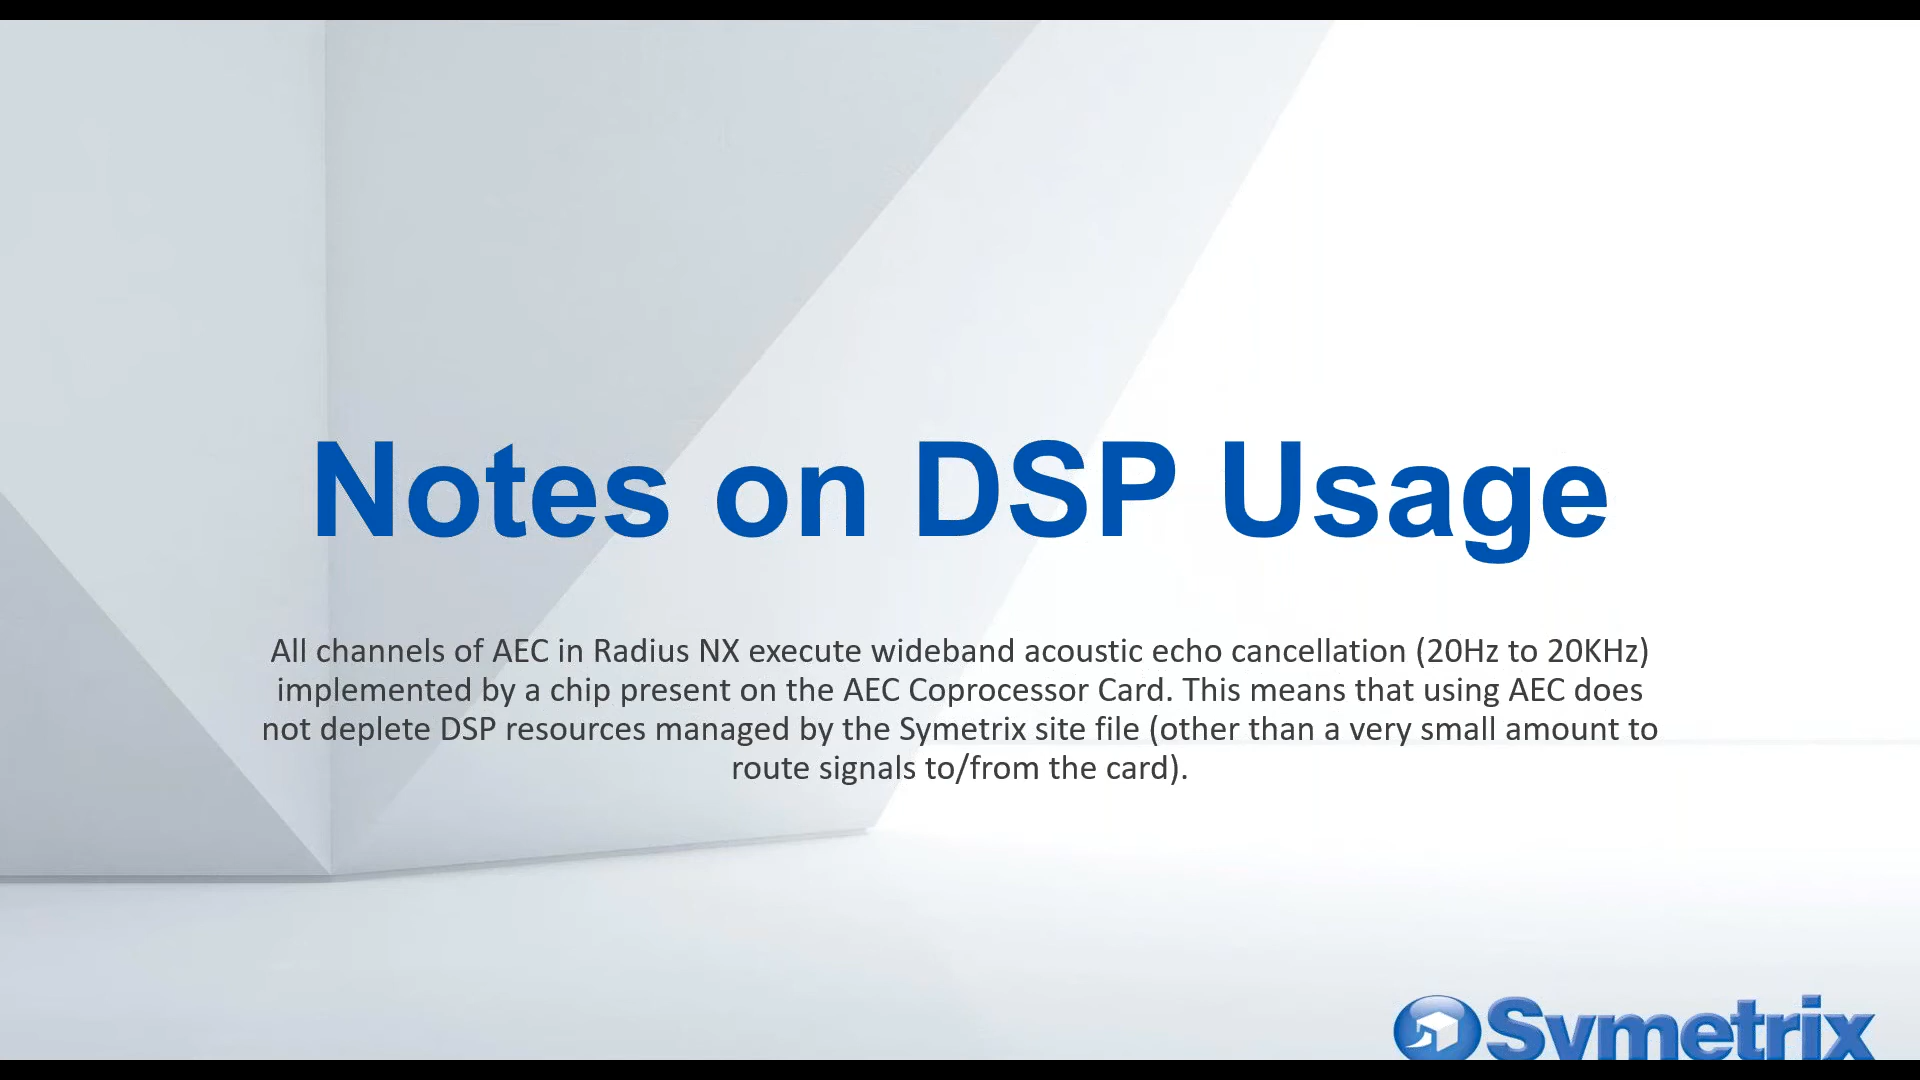 Notes on DSP Usage
All channels of AEC in Radius NX execute wideband acoustic echo cancellation (20Hz to 20KHz)
implemented by a chip present on the AEC Coprocessor Card. This means that using AEC does
not deplete DSP resources managed by the Symetrix site file (other than a very small amount to
route signals to/from the card).
Symetrix